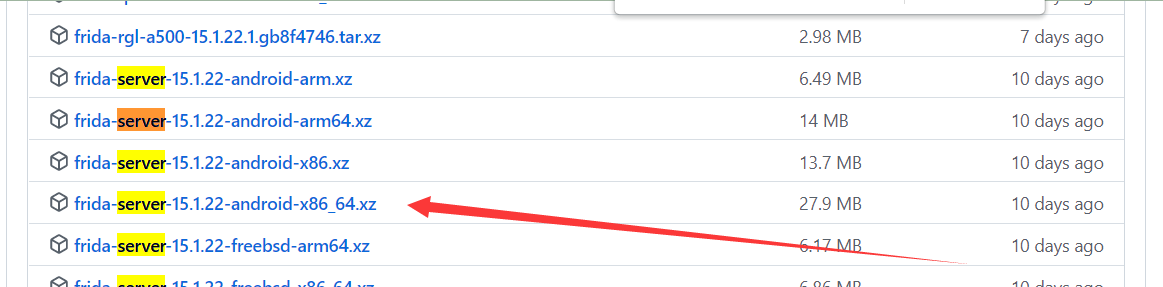 frida-rgl-a500-15.1.22.1.gb8f4746.tar.xz 2.98 MB 7 days ago
frida-server-15.1.22-android-arm.xz 6.49 MB 10 days ago
frida-server-15.1.22-android-arm64.xz 14 MB 10 days ago
frida-server-15.1.22-android-x86.xz 13.7 MB 10 days ago
frida-server-15.1.22-android-x86_64.xz 27.9 MB 10 days ago
frida-server-15.1.22-freebsd-arm64.xz 6.17 MB 10 days ago
frida-server-15.1.22-freebsd-x86_64.xz 6.86 MB 10 days ago